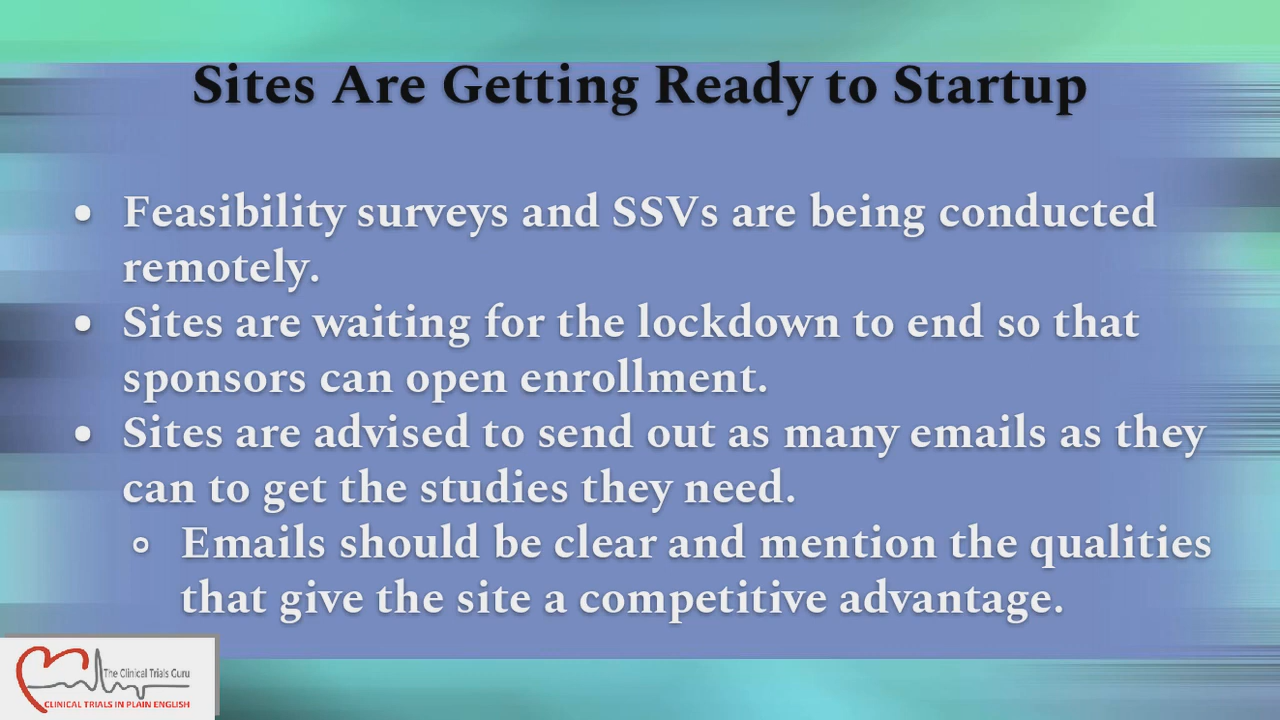 Sites Are Getting Ready to Startup
• Feasibility surveys and SSVs are being conducted
remotely.
• Sites are waiting for the lockdown to end so that
sponsors can open enrollment.
• Sites are advised to send out as many emails as they
can to get the studies they need.
○ Emails should be clear and mention the qualities
that give the site a competitive advantage.
The Clinical Trials Guru
CLINICAL TRIALS IN PLAIN ENGLISH